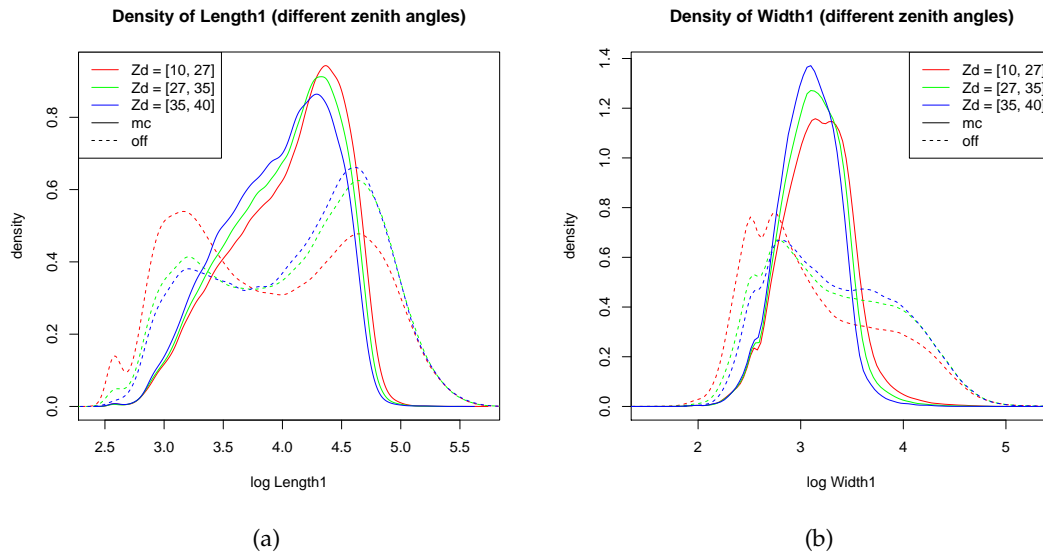 Density of Length1 (different zenith angles)
Zd = [10, 27]
Zd = [27, 35]
Zd = [35, 40]
mc
off
density
0.0 0.2 0.4 0.6 0.8
2.5 3.0 3.5 4.0 4.5 5.0 5.5
log Length1
(a)
Density of Width1 (different zenith angles)
Zd = [10, 27]
Zd = [27, 35]
Zd = [35, 40]
mc
off
density
0.0 0.2 0.4 0.6 0.8 1.0 1.2 1.4
2 3 4 5
log Width1
(b)